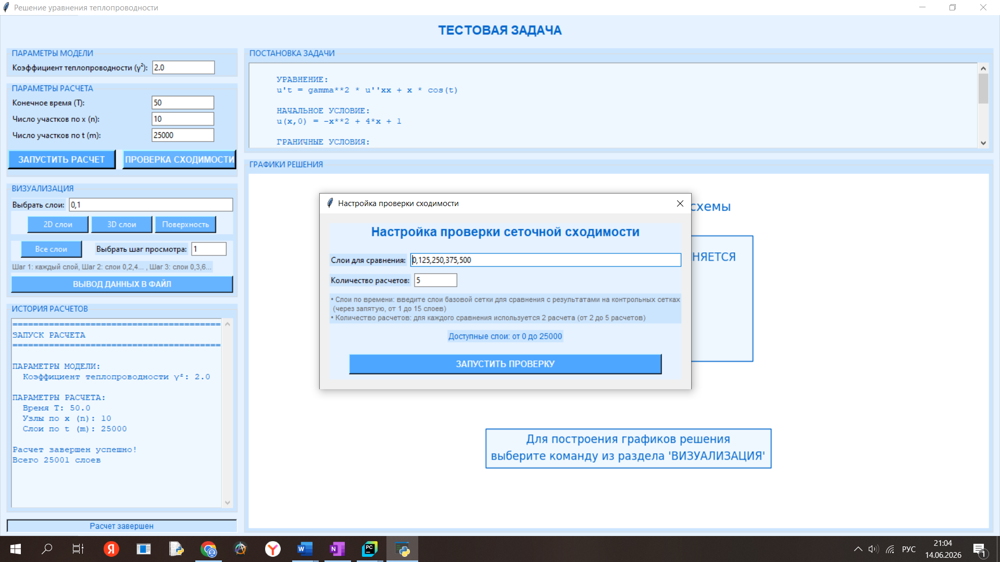 Решение уравнения теплопроводности
ТЕСТОВАЯ ЗАДАЧА
ПАРАМЕТРЫ МОДЕЛИ
Коэффициент теплопроводности (γ²): 2.0
ПАРАМЕТРЫ РАСЧЕТА
Конечное время (T): 50
Число участков по x (n): 10
Число участков по t (m): 25000
ЗАПУСТИТЬ РАСЧЕТ
ПРОВЕРКА СХОДИМОСТИ
ВИЗУАЛИЗАЦИЯ
Выбрать слои: 0,1
2D слои
3D слои
Поверхность
Все слои
Выбрать шаг просмотра: 1
Шаг 1: каждый слой, Шаг 2: слои 0,2,4... , Шаг 3: слои 0,3,6...
ВЫВОД ДАННЫХ В ФАЙЛ
ИСТОРИЯ РАСЧЕТОВ
========================================
ЗАПУСК РАСЧЕТА
========================================
ПАРАМЕТРЫ МОДЕЛИ:
Коэффициент теплопроводности γ²: 2.0
ПАРАМЕТРЫ РАСЧЕТА:
Время T: 50.0
Узлы по x (n): 10
Слои по t (m): 25000
Расчет завершен успешно!
Всего 25001 слоев
Расчет завершен
ПОСТАНОВКА ЗАДАЧИ
УРАВНЕНИЕ:
u't = gamma**2 * u''xx + x * cos(t)
НАЧАЛЬНОЕ УСЛОВИЕ:
u(x,0) = -x**2 + 4*x + 1
ГРАНИЧНЫЕ УСЛОВИЯ:
ГРАФИКИ РЕШЕНИЯ
схемы
НЯЕТСЯ
Настройка проверки сходимости
Настройка проверки сеточной сходимости
Слои для сравнения: 0,125,250,375,500
Количество расчетов: 5
• Слои по времени: введите слои базовой сетки для сравнения с результатами на контрольных сетках
(через запятую, от 1 до 15 слоев)
• Количество расчетов: для каждого сравнения используется 2 расчета (от 2 до 5 расчетов)
Доступные слои: от 0 до 25000
ЗАПУСТИТЬ ПРОВЕРКУ
Для построения графиков решения
выберите команду из раздела 'ВИЗУАЛИЗАЦИЯ'
Я
W
N
PC
РУС
21:04
14.06.2026
1